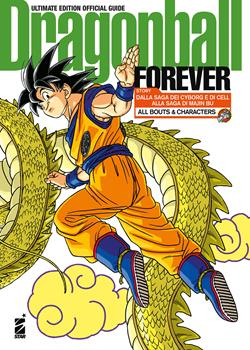 ULTIMATE EDITION OFFICIAL GUIDE
Dragonball
FOREVER
STORY
DALLA SAGA DEI CYBORG E DI CELL
ALLA SAGA DI MAJIN BU
ALL BOUTS & CHARACTERS
STAR